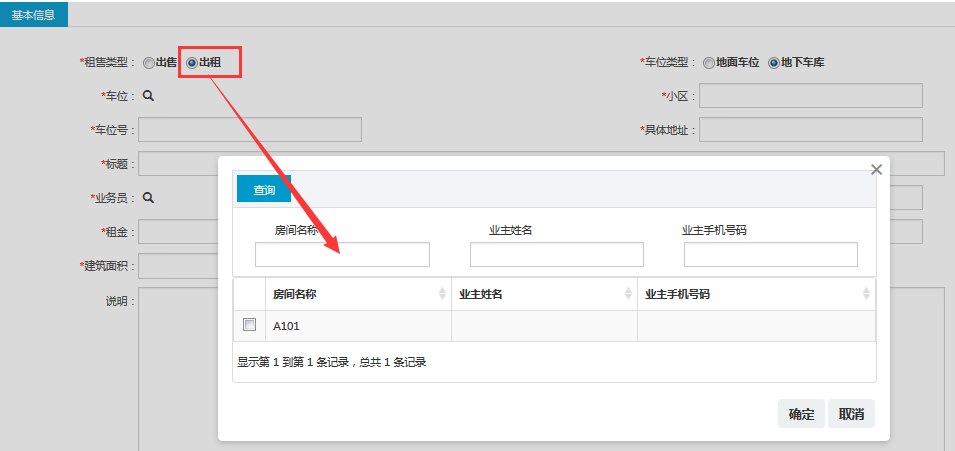 基本信息
*租售类型： 出售 出租 *车位类型： 地面车位 地下车库
*车位： *小区：
*车位号： *具体地址：
*标题：
*业务员：
*租金：
*建筑面积：
说明：
查询
房间名称 业主姓名 业主手机号码
房间名称 业主姓名 业主手机号码
A101
显示第 1 到第 1 条记录，总共 1 条记录
确定 取消